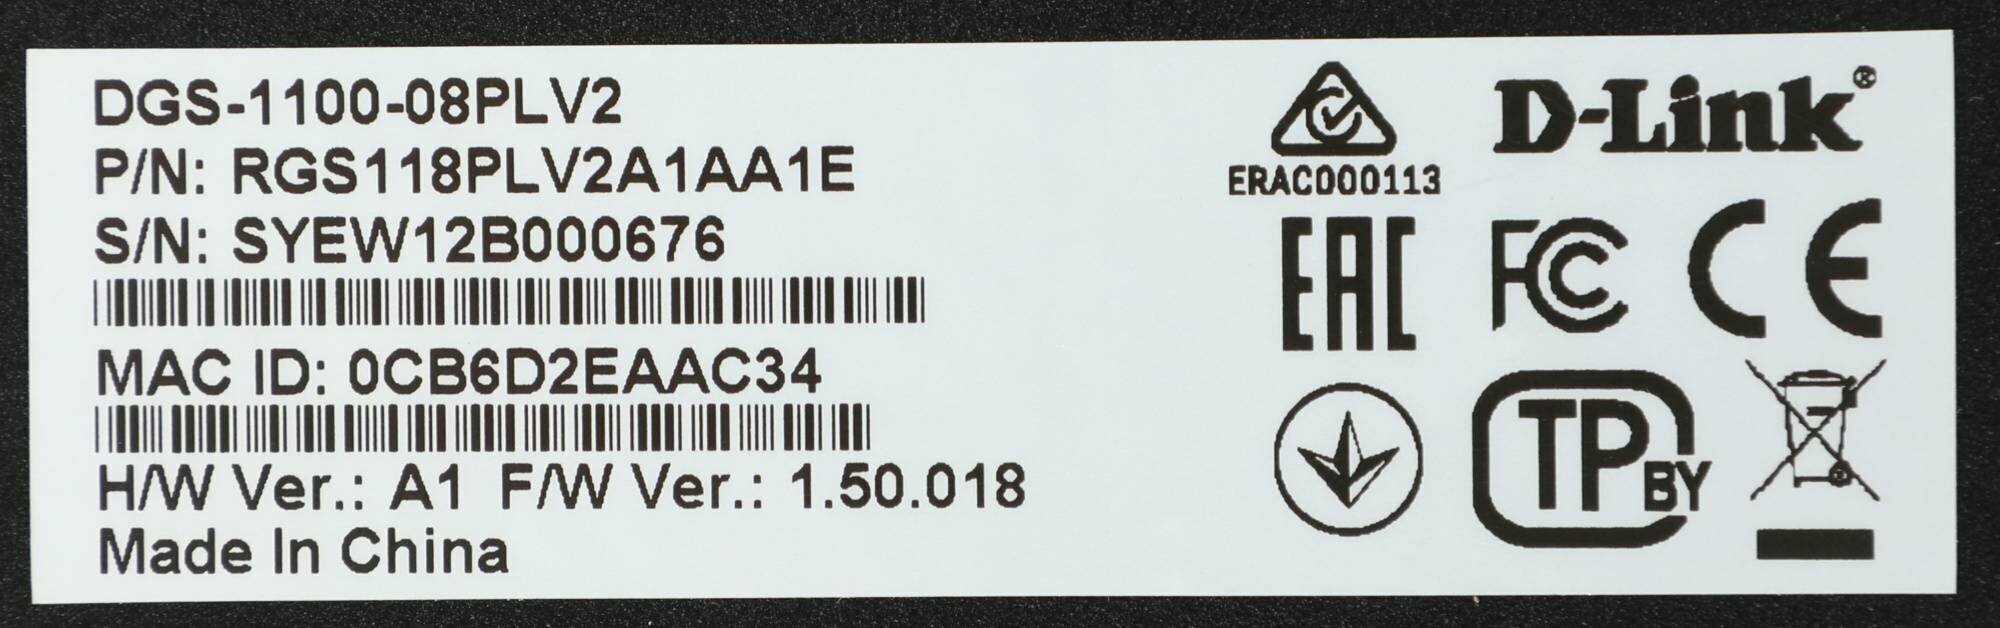 DGS-1100-08PLV2
P/N: RGS118PLV2A1AA1E
S/N: SYEW12B000676
MAC ID: 0CB6D2EAAC34
H/W Ver.: A1 F/W Ver.: 1.50.018
Made In China
D-Link®
ERAC000113
EAC FC CE
TP BY